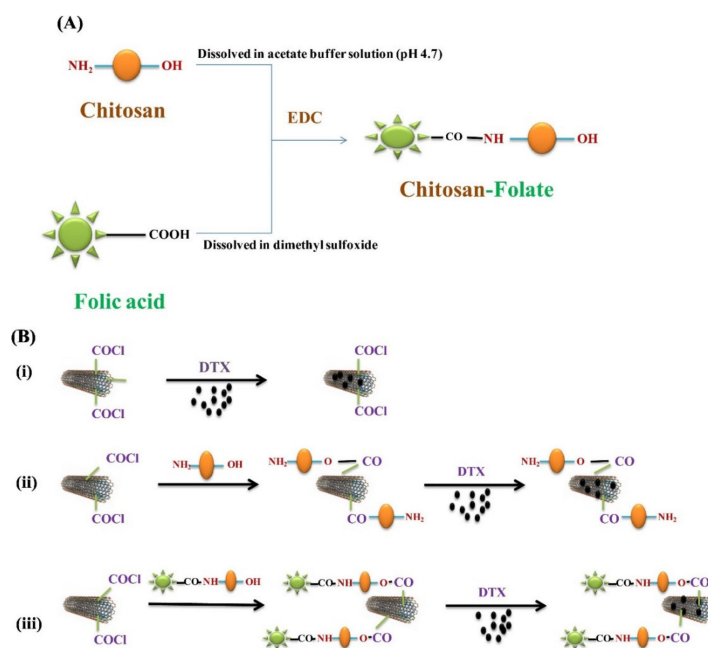 (A)
NH2 OH
Dissolved in acetate buffer solution (pH 4.7)
Chitosan
EDC
CO NH OH
Chitosan-Folate
COOH
Dissolved in dimethyl sulfoxide
Folic acid
(B)
(i)
COCl
COCl
DTX
COCl
COCl
(ii)
COCl
COCl
NH2 OH
NH2 O CO
CO NH2
DTX
NH2 O CO
CO NH2
(iii)
COCl
COCl
CO NH OH
CO NH O CO
CO NH O CO
DTX
CO NH O CO
CO NH O CO